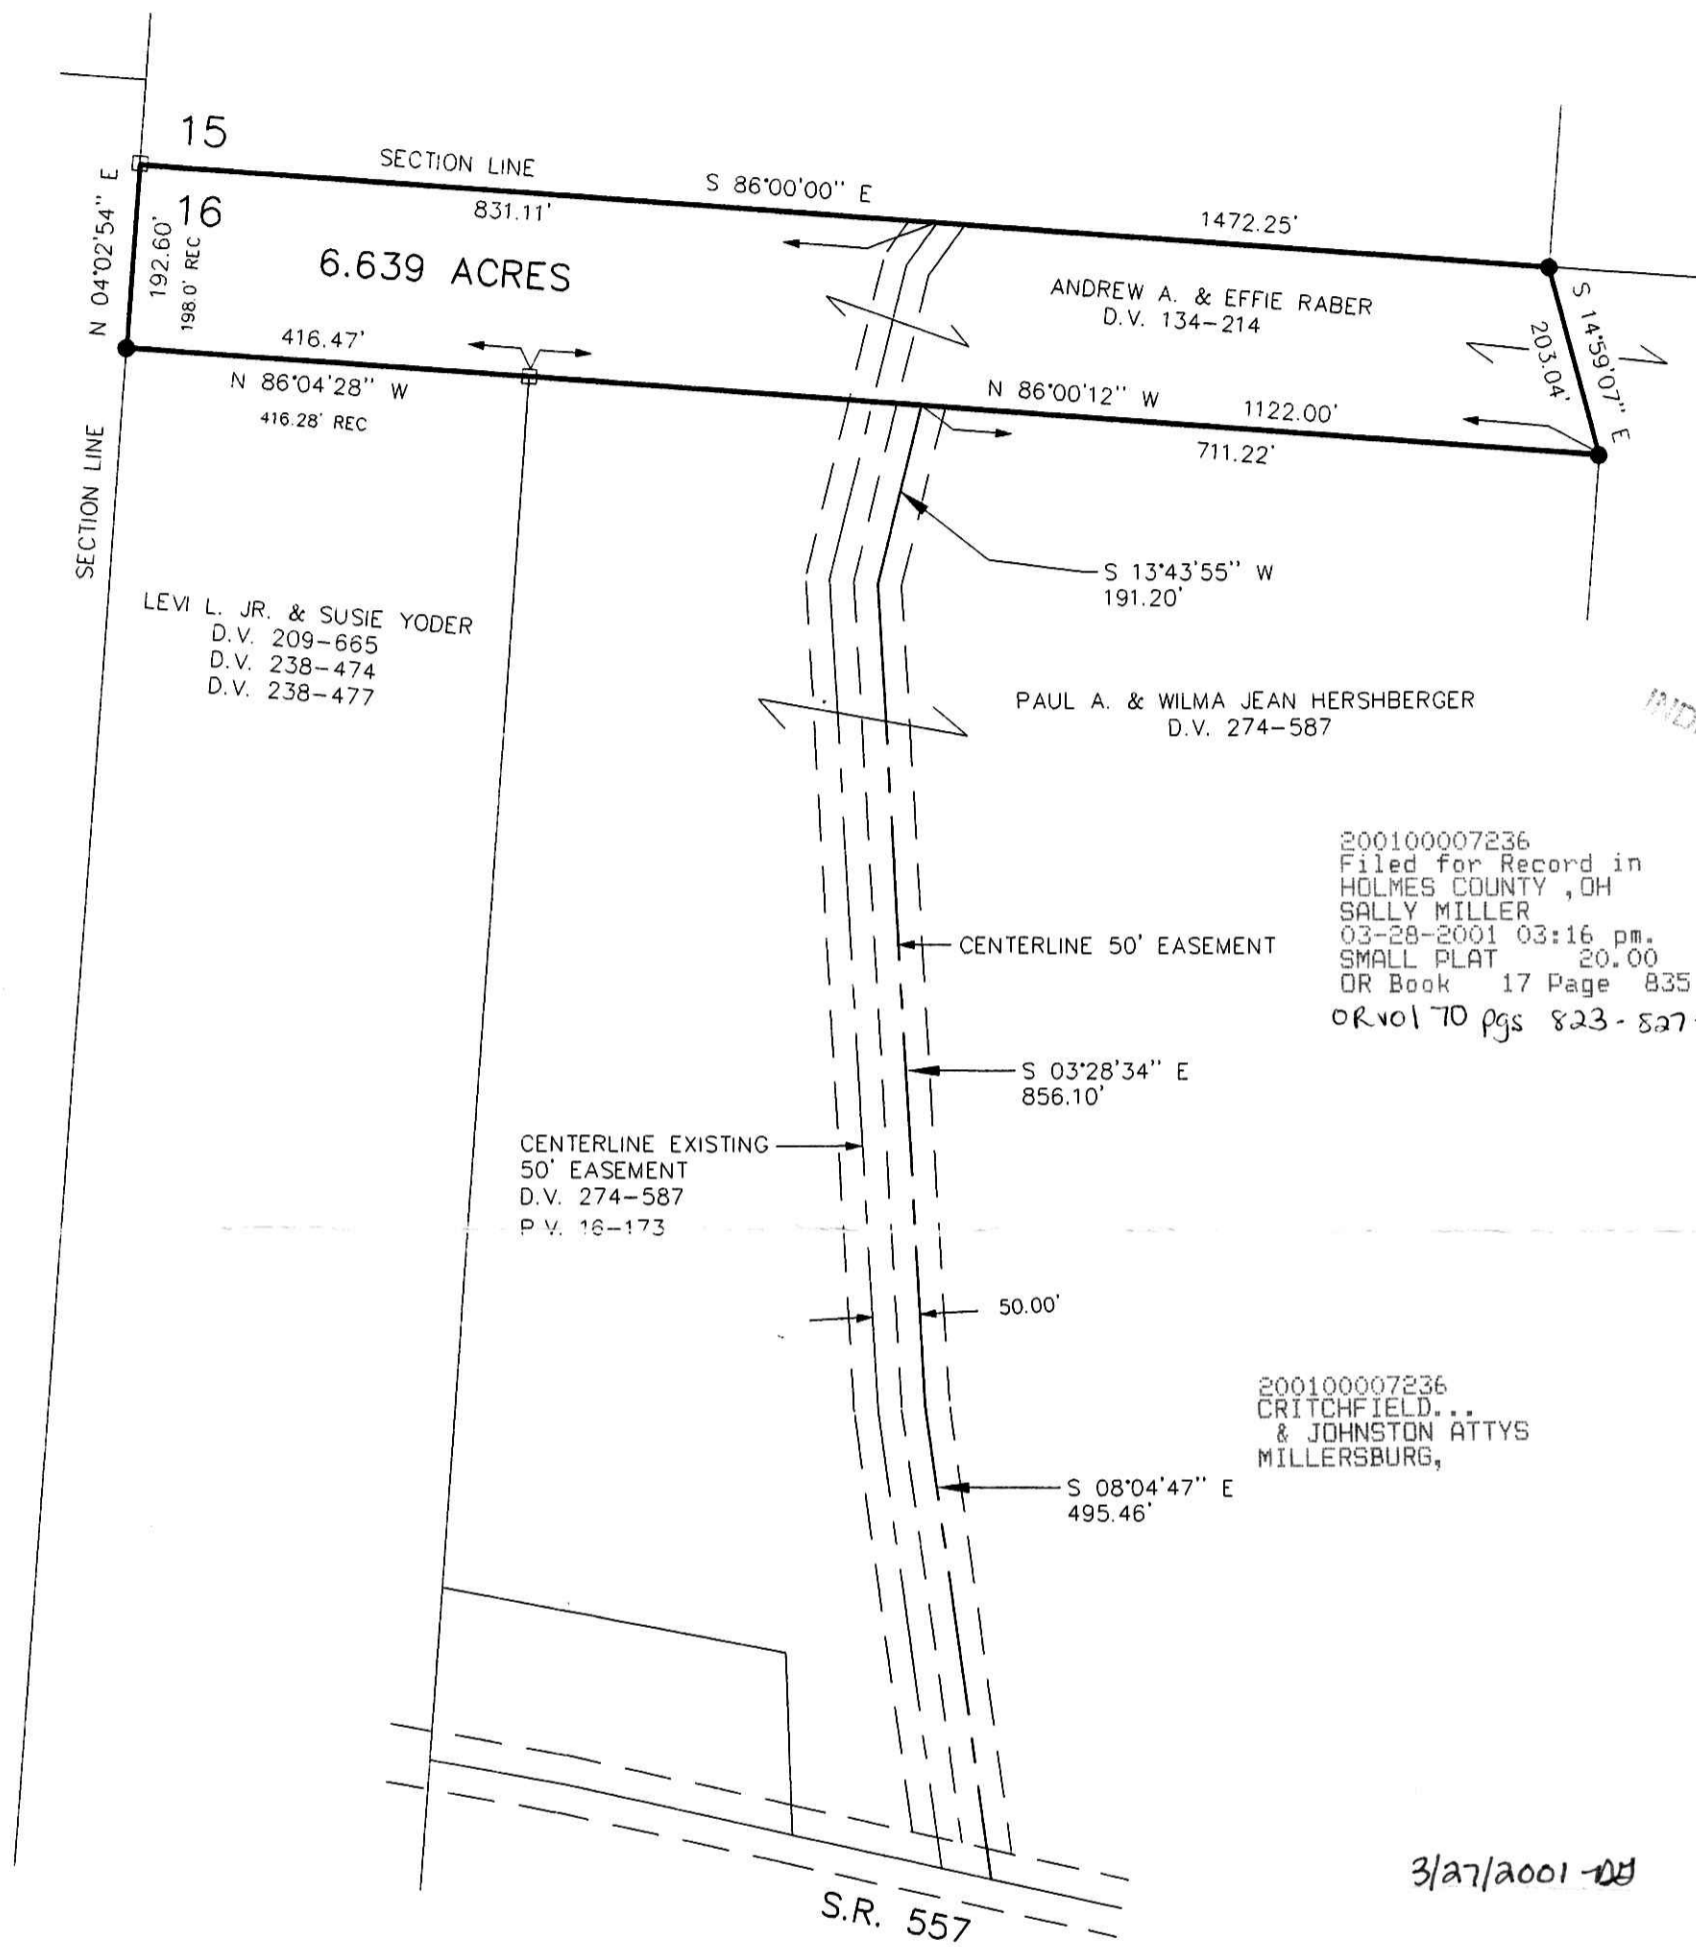 15
SECTION LINE
S 86°00'00" E
831.11'
1472.25'
N 04°02'54" E
192.60'
198.0' REC
16
6.639 ACRES
ANDREW A. & EFFIE RABER
D.V. 134-214
S 14°59'07" E
203.04'
416.47'
N 86°04'28" W
416.28' REC
N 86°00'12" W
1122.00'
711.22'
SECTION LINE
S 13°43'55" W
191.20'
LEVI L. JR. & SUSIE YODER
D.V. 209-665
D.V. 238-474
D.V. 238-477
PAUL A. & WILMA JEAN HERSHBERGER
D.V. 274-587
200100007236
Filed for Record in
HOLMES COUNTY ,OH
SALLY MILLER
03-28-2001 03:16 pm.
SMALL PLAT 20.00
OR Book 17 Page 835
OR vol 70 pgs 823-827
CENTERLINE 50' EASEMENT
S 03°28'34" E
856.10'
CENTERLINE EXISTING
50' EASEMENT
D.V. 274-587
P.V. 16-173
50.00'
200100007236
CRITCHFIELD...
& JOHNSTON ATTYS
MILLERSBURG,
S 08°04'47" E
495.46'
3/27/2001
S.R. 557